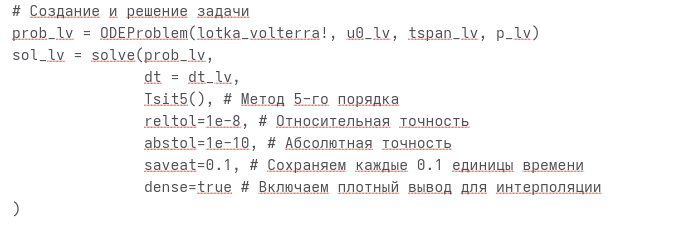 # Создание и решение задачи
prob_lv = ODEProblem(lotka_volterra!, u0_lv, tspan_lv, p_lv)
sol_lv = solve(prob_lv,
               dt = dt_lv,
               Tsit5(), # Метод 5-го порядка
               reltol=1e-8, # Относительная точность
               abstol=1e-10, # Абсолютная точность
               saveat=0.1, # Сохраняем каждые 0.1 единицы времени
               dense=true # Включаем плотный вывод для интерполяции
)